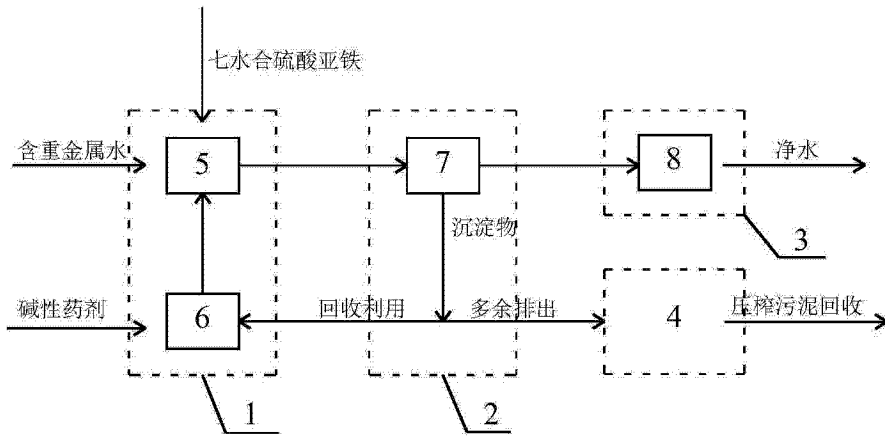 七水合硫酸亚铁
含重金属水
5
7
8
净水
沉淀物
3
碱性药剂
6
回收利用
多余排出
4
压榨污泥回收
1
2